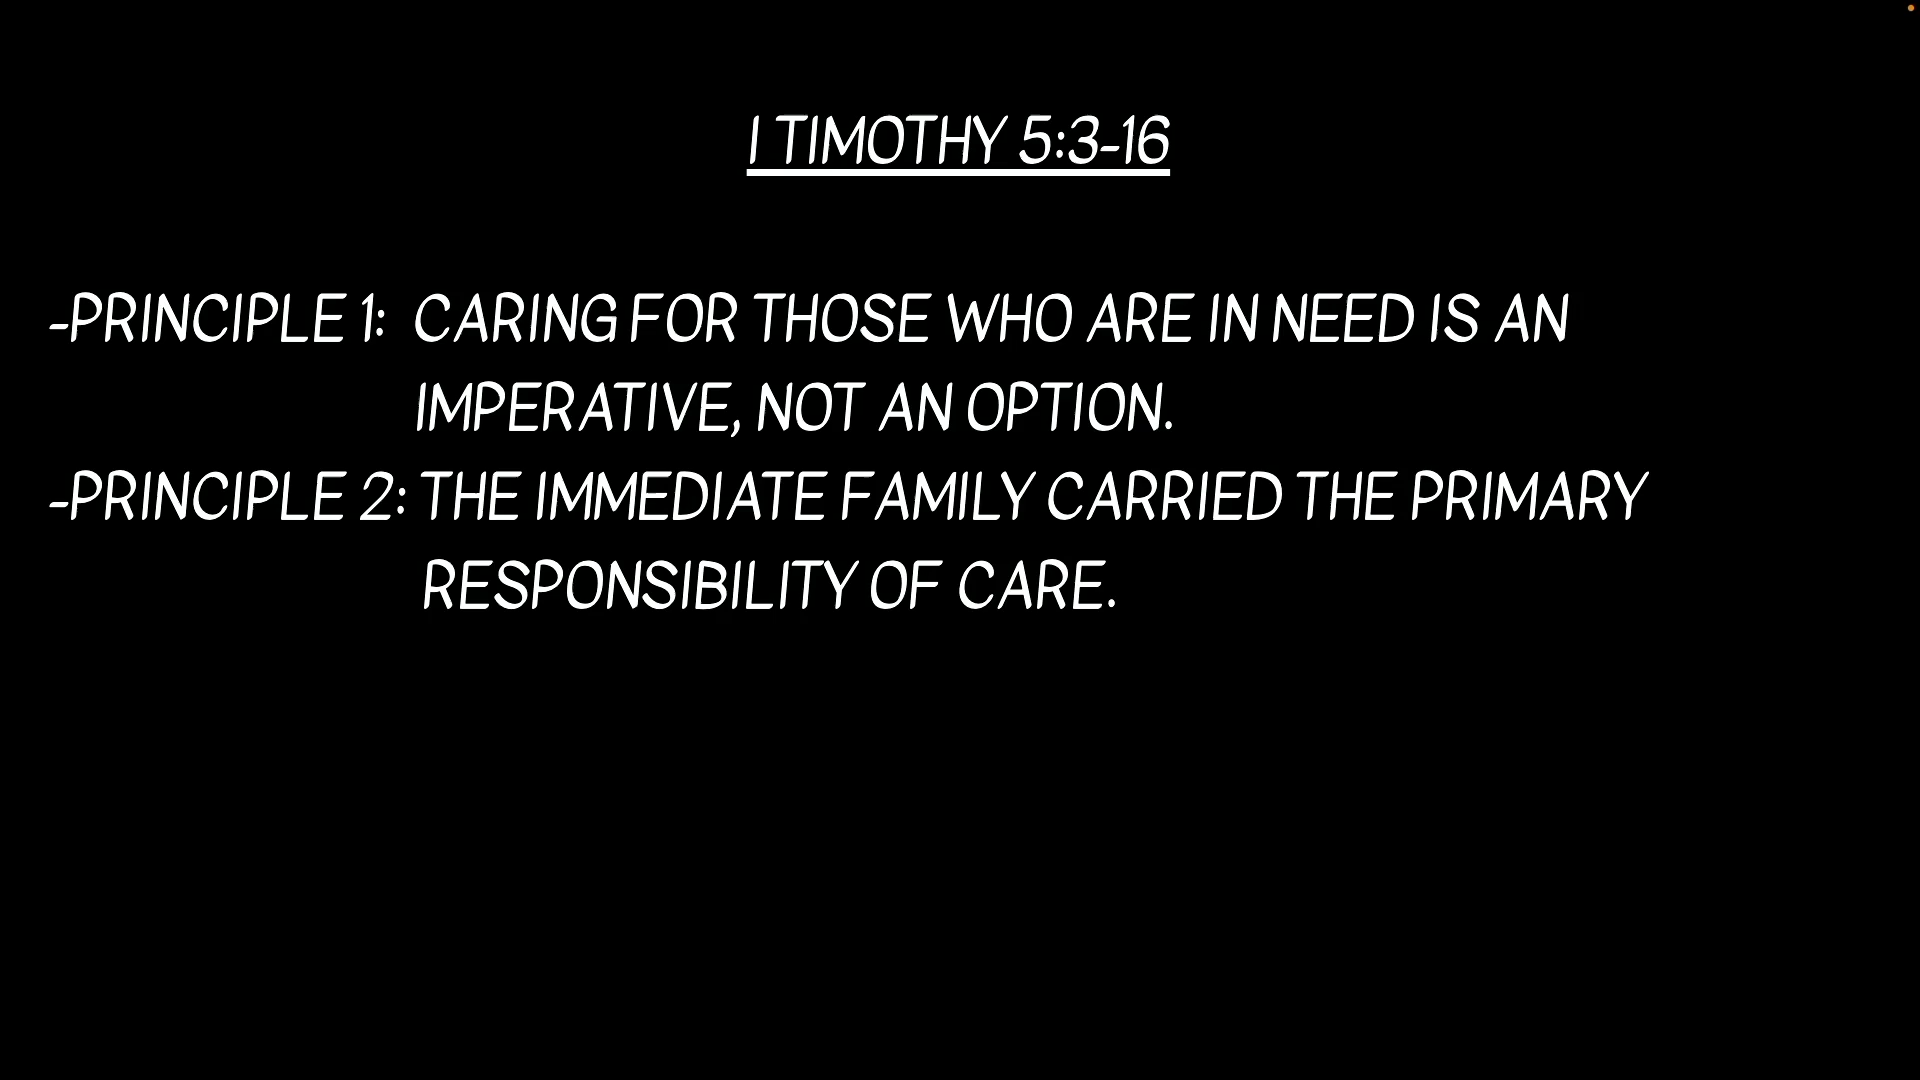 I TIMOTHY 5:3-16
-PRINCIPLE 1: CARING FOR THOSE WHO ARE IN NEED IS AN
IMPERATIVE, NOT AN OPTION.
-PRINCIPLE 2: THE IMMEDIATE FAMILY CARRIED THE PRIMARY
RESPONSIBILITY OF CARE.